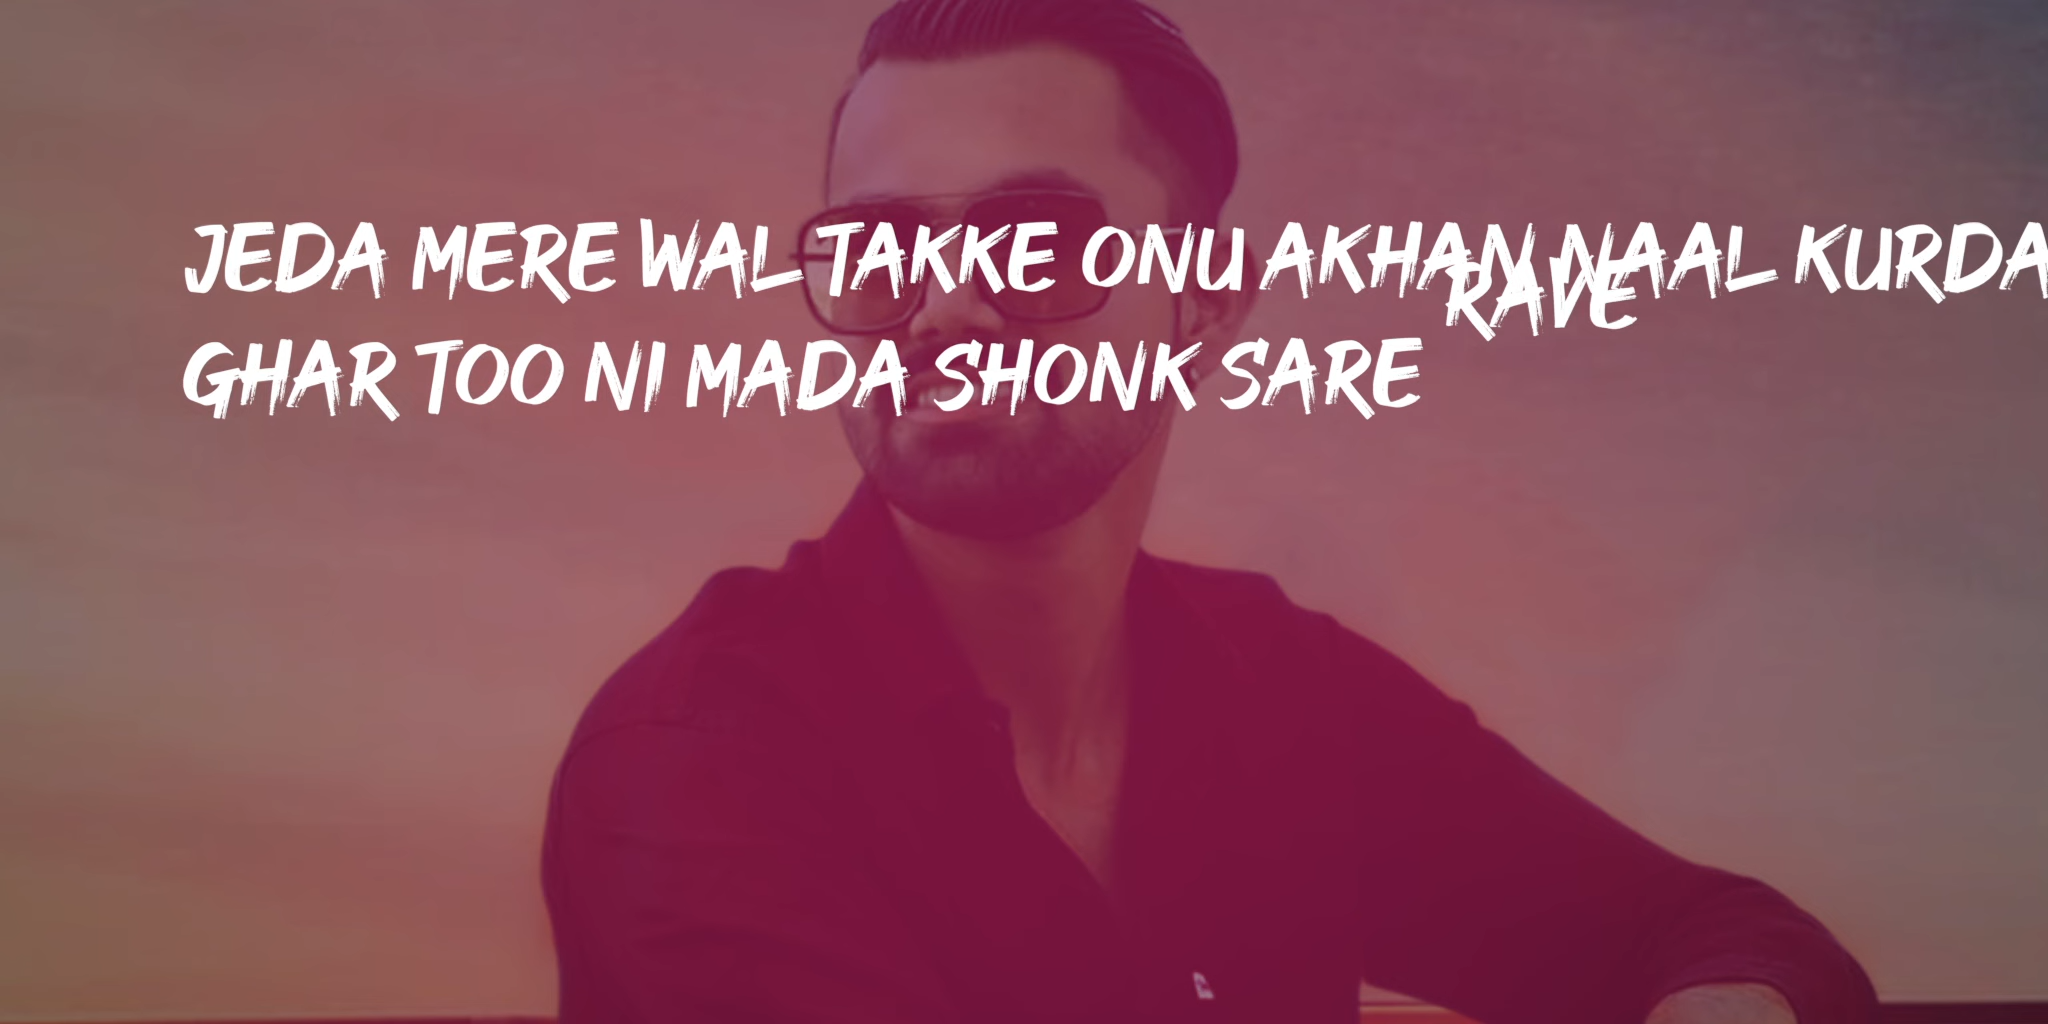 JEDA MERE WAL TAKKE ONU AKHAN NAAL KURDA
RAVE
GHAR TOO NI MADA SHONK SARE